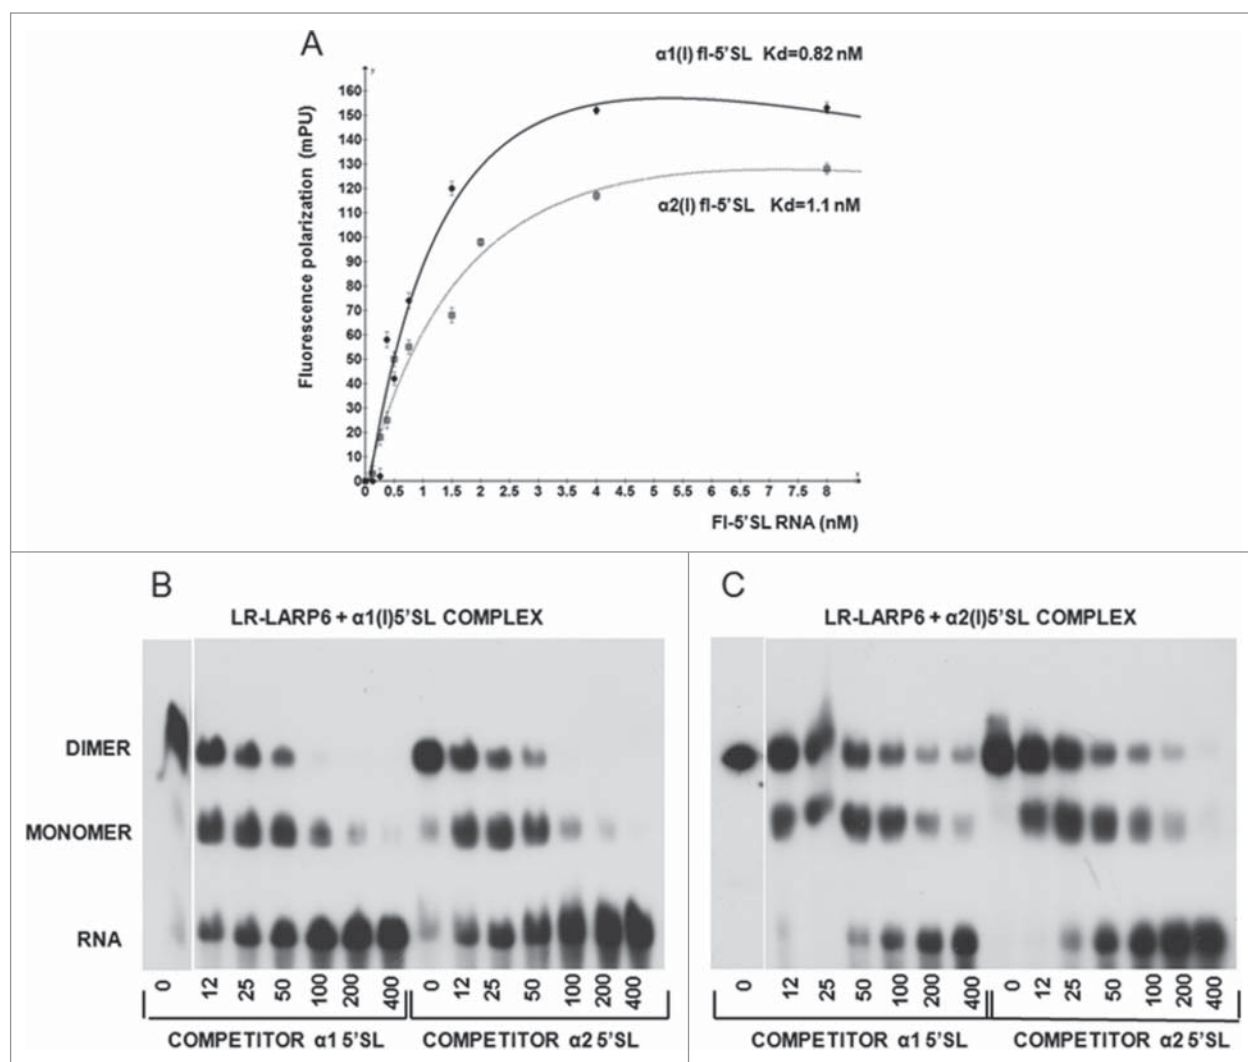 A
α1(I) fl-5'SL Kd=0.82 nM
y
160
150
140
130
120
110
100
90
80
70
60
50
40
30
20
10
0
Fluorescence polarization (mPU)
α2(I) fl-5'SL Kd=1.1 nM
x
0 0.5 1 1.5 2 2.5 3 3.5 4 4.5 5 5.5 6 6.5 7 7.5 8
Fl-5'SL RNA (nM)
B
LR-LARP6 + α1(I)5'SL COMPLEX
DIMER
MONOMER
RNA
0 12 25 50 100 200 400 0 12 25 50 100 200 400
COMPETITOR α1 5'SL COMPETITOR α2 5'SL
C
LR-LARP6 + α2(I)5'SL COMPLEX
0 12 25 50 100 200 400 0 12 25 50 100 200 400
COMPETITOR α1 5'SL COMPETITOR α2 5'SL